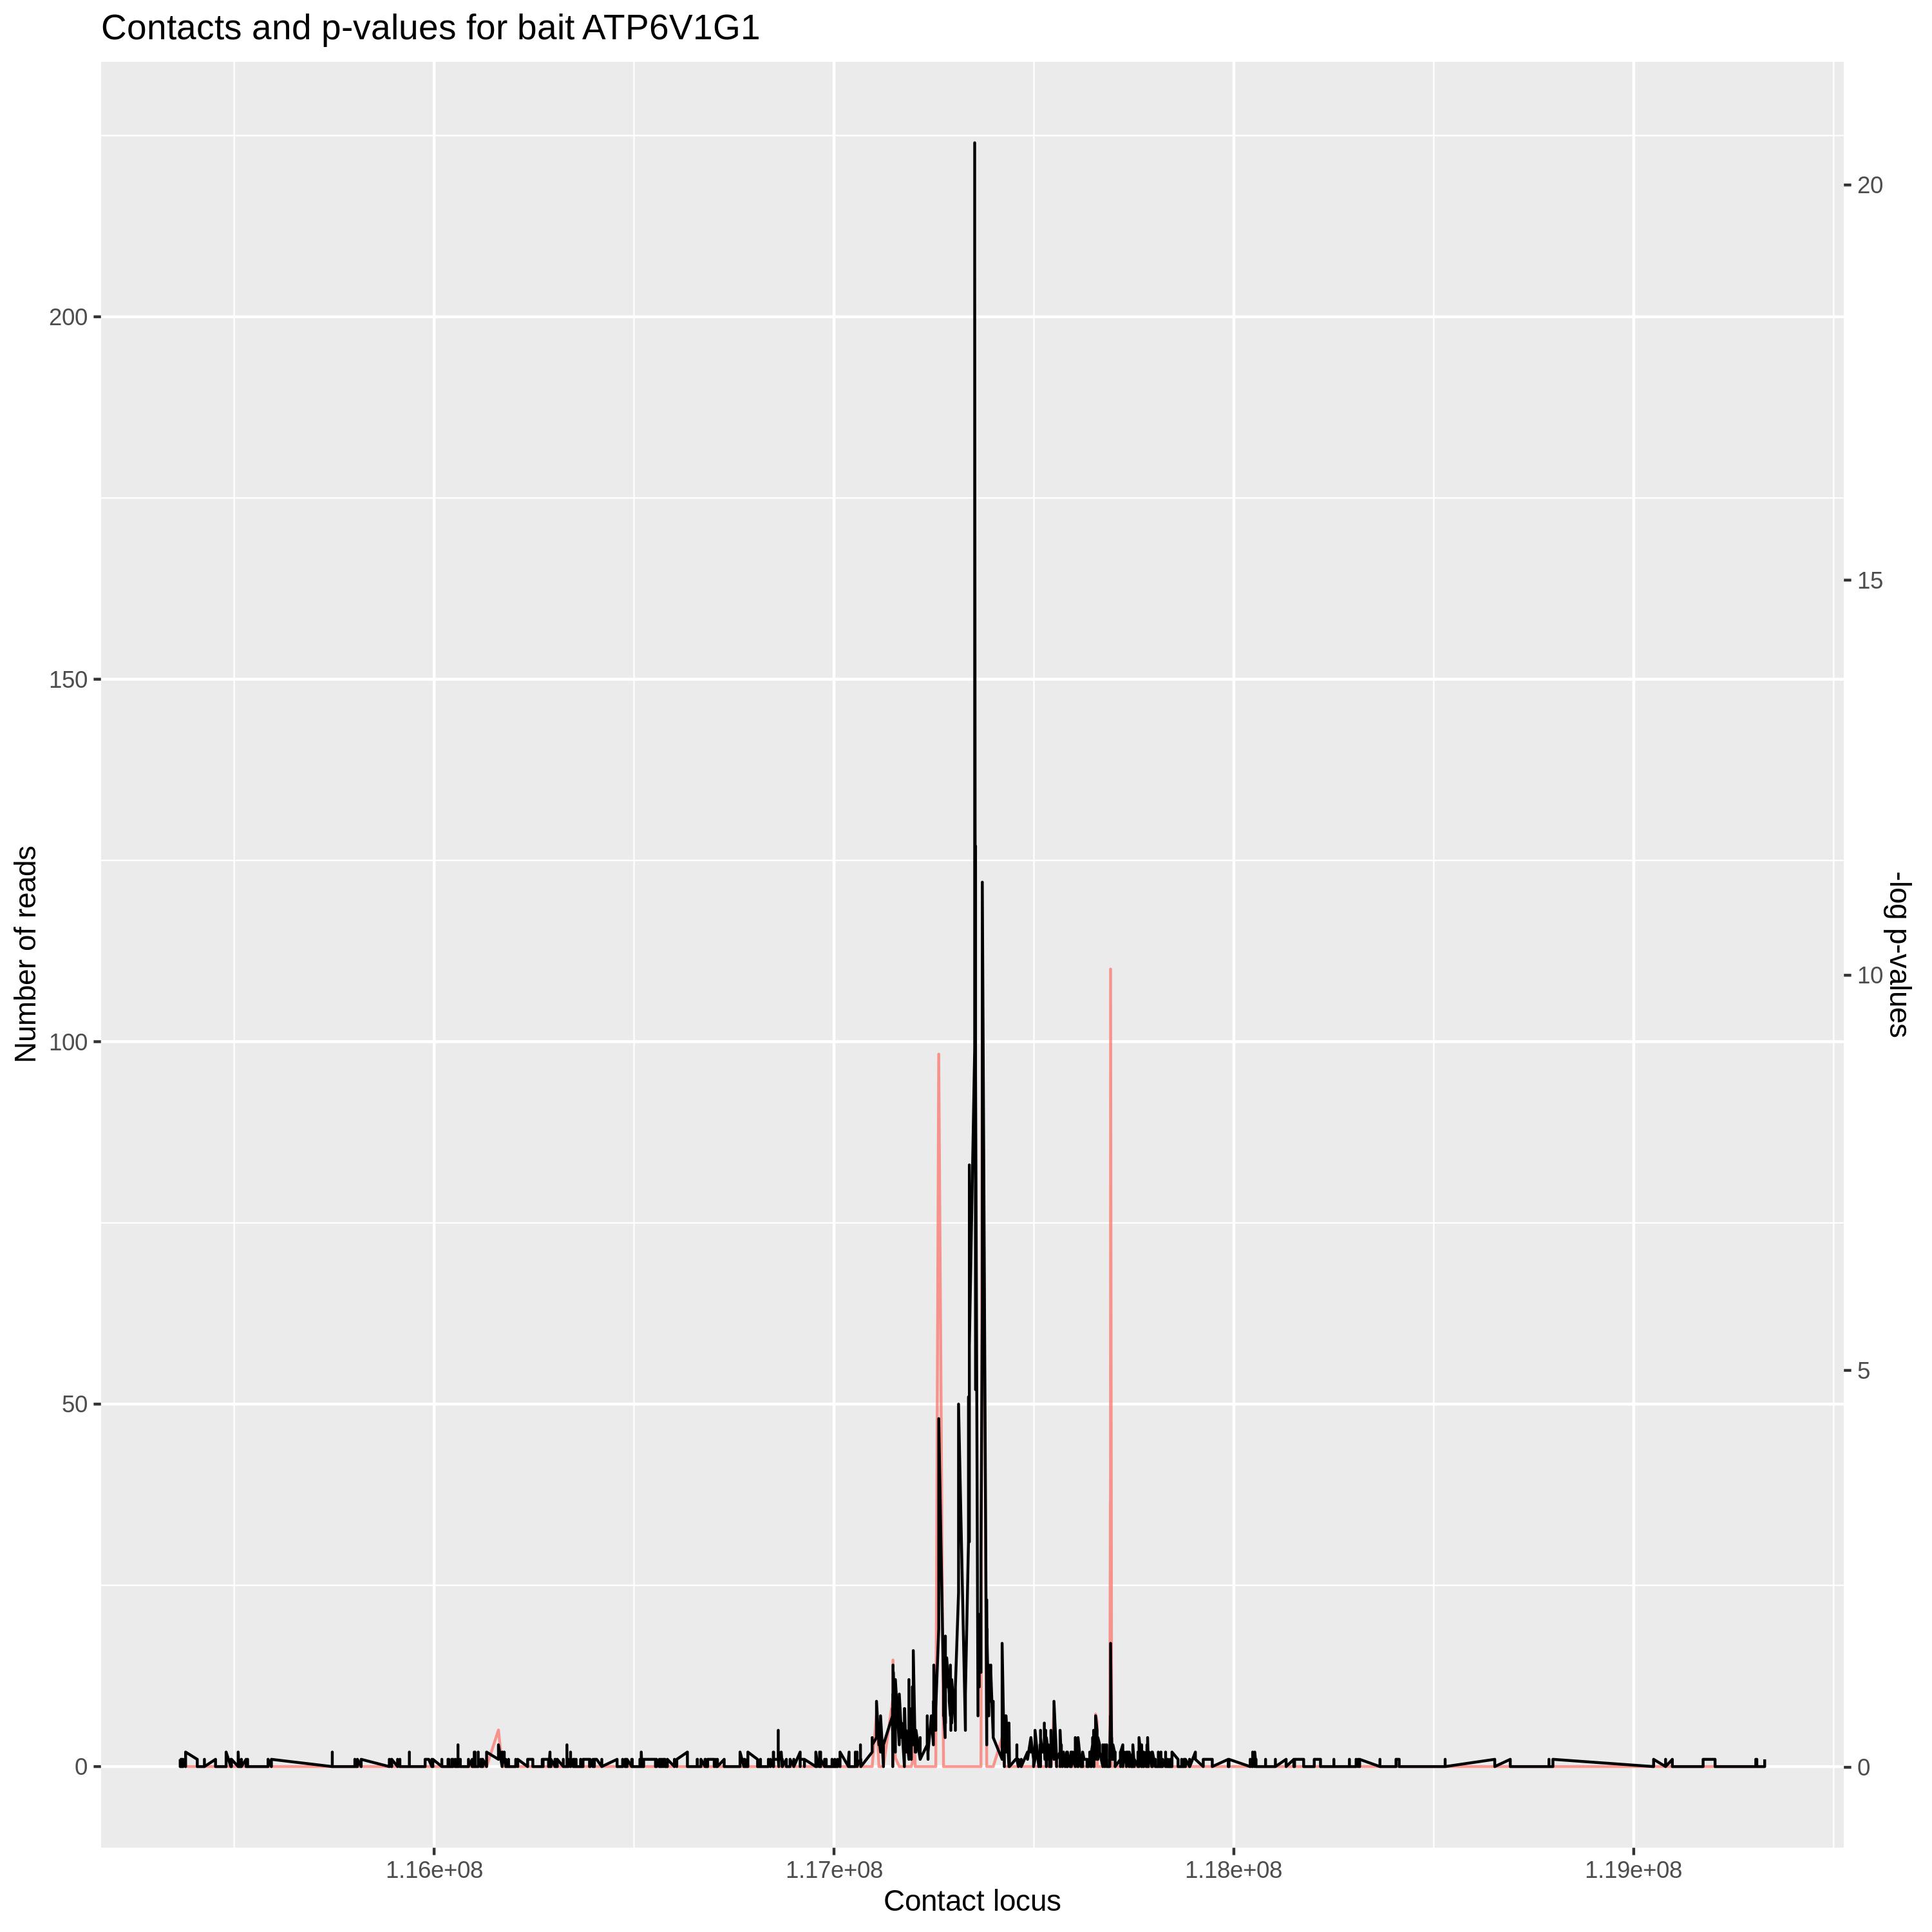 Contacts and p-values for bait ATP6V1G1
200
150
100
50
0
Number of reads
20
15
10
5
0
-log p-values
1.16e+08
1.17e+08
1.18e+08
1.19e+08
Contact locus